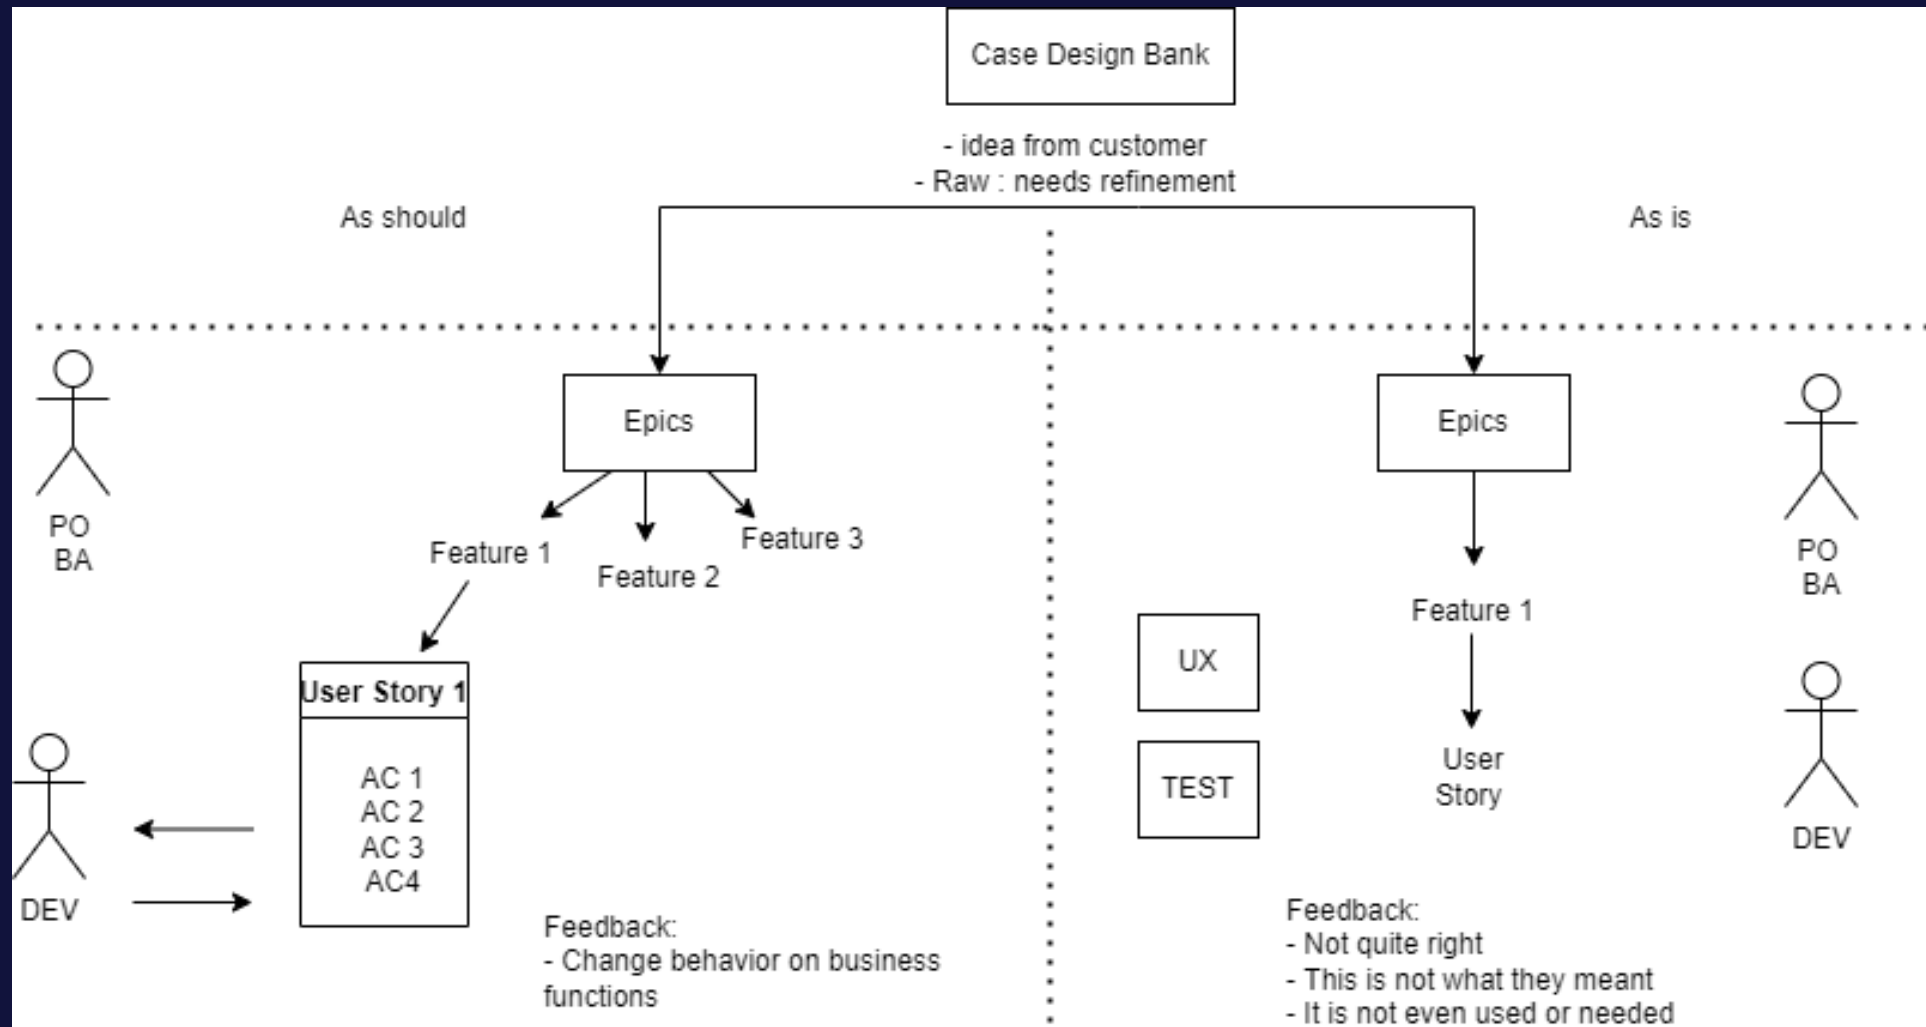 Case Design Bank
- idea from customer
- Raw : needs refinement
As should
As is
PO
BA
Epics
Feature 1
Feature 2
Feature 3
User Story 1
AC 1
AC 2
AC 3
AC4
DEV
Feedback:
- Change behavior on business
functions
Epics
PO
BA
Feature 1
UX
TEST
User
Story
DEV
Feedback:
- Not quite right
- This is not what they meant
- It is not even used or needed